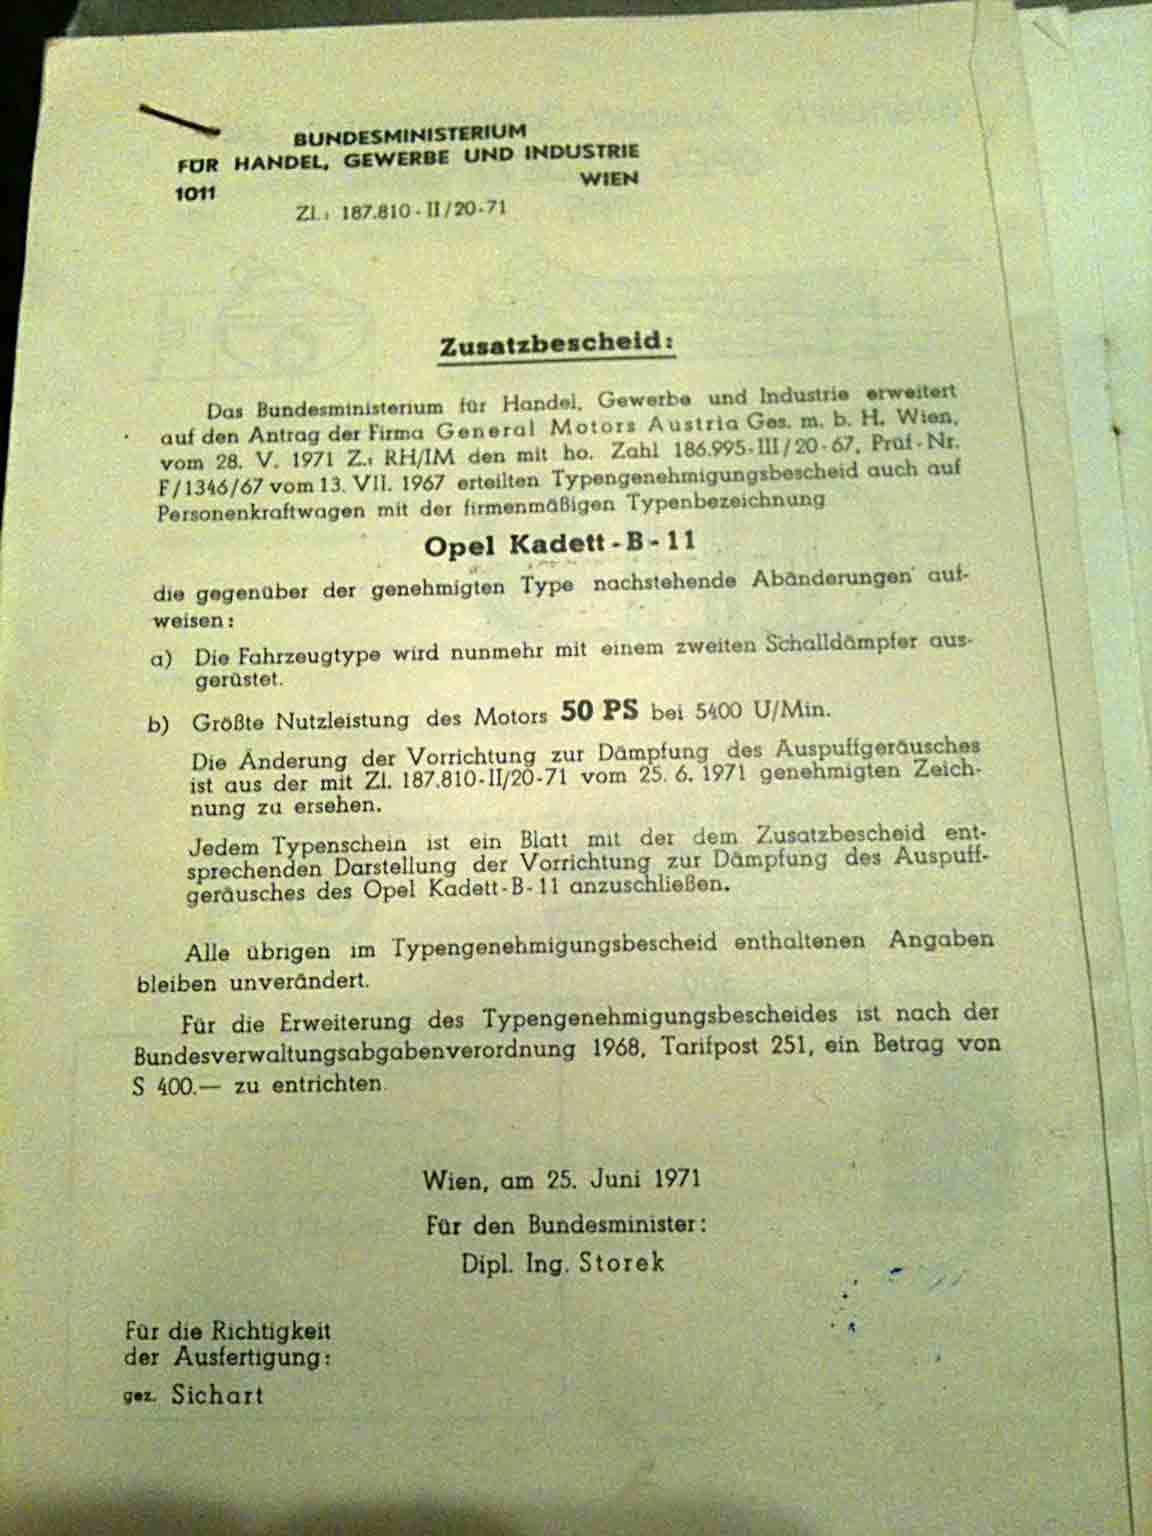 BUNDESMINISTERIUM
FÜR HANDEL, GEWERBE UND INDUSTRIE
1011 WIEN
Zl.: 187.810-II/20-71
Zusatzbescheid:
Das Bundesministerium für Handel, Gewerbe und Industrie erweitert
auf den Antrag der Firma General Motors Austria Ges. m. b. H. Wien,
vom 28. V. 1971 Z.: RH/IM den mit ho. Zahl 186.995-III/20-67, Prüf-Nr.
F/1346/67 vom 13. VII. 1967 erteilten Typengenehmigungsbescheid auch auf
Personenkraftwagen mit der firmenmäßigen Typenbezeichnung
Opel Kadett-B-11
die gegenüber der genehmigten Type nachstehende Abänderungen auf-
weisen:
a) Die Fahrzeugtype wird nunmehr mit einem zweiten Schalldämpfer aus-
gerüstet.
b) Größte Nutzleistung des Motors 50 PS bei 5400 U/Min.
Die Änderung der Vorrichtung zur Dämpfung des Auspuffgeräusches
ist aus der mit Zl. 187.810-II/20-71 vom 25. 6. 1971 genehmigten Zeich-
nung zu ersehen.
Jedem Typenschein ist ein Blatt mit der dem Zusatzbescheid ent-
sprechenden Darstellung der Vorrichtung zur Dämpfung des Auspuff-
geräusches des Opel Kadett-B-11 anzuschließen.
Alle übrigen im Typengenehmigungsbescheid enthaltenen Angaben
bleiben unverändert.
Für die Erweiterung des Typengenehmigungsbescheides ist nach der
Bundesverwaltungsabgabenverordnung 1968, Tarifpost 251, ein Betrag von
S 400.— zu entrichten.
Wien, am 25. Juni 1971
Für den Bundesminister:
Dipl. Ing. Storek
Für die Richtigkeit
der Ausfertigung:
gez. Sichart